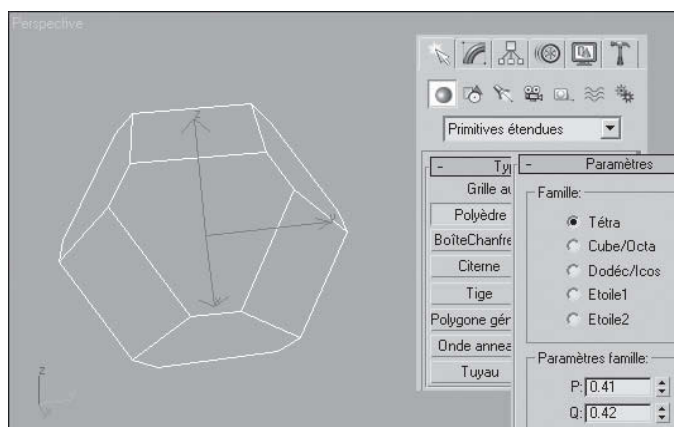 Perspective
Primitives étendues
- Ty
Grille au
Polyèdre
BoîteChanfre
Citerne
Tige
Polygone gén
Onde annea
Tuyau
- Paramètres
Famille:
Tétra
Cube/Octa
Dodéc/Icos
Etoile1
Etoile2
Paramètres famille:
P: 0.41
Q: 0.42
z
z